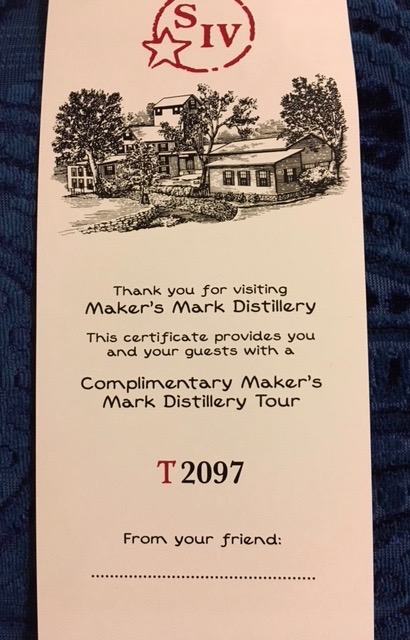 S IV
Thank you for visiting
Maker's Mark Distillery
This certificate provides you
and your guests with a
Complimentary Maker's
Mark Distillery Tour
T 2097
From your friend: